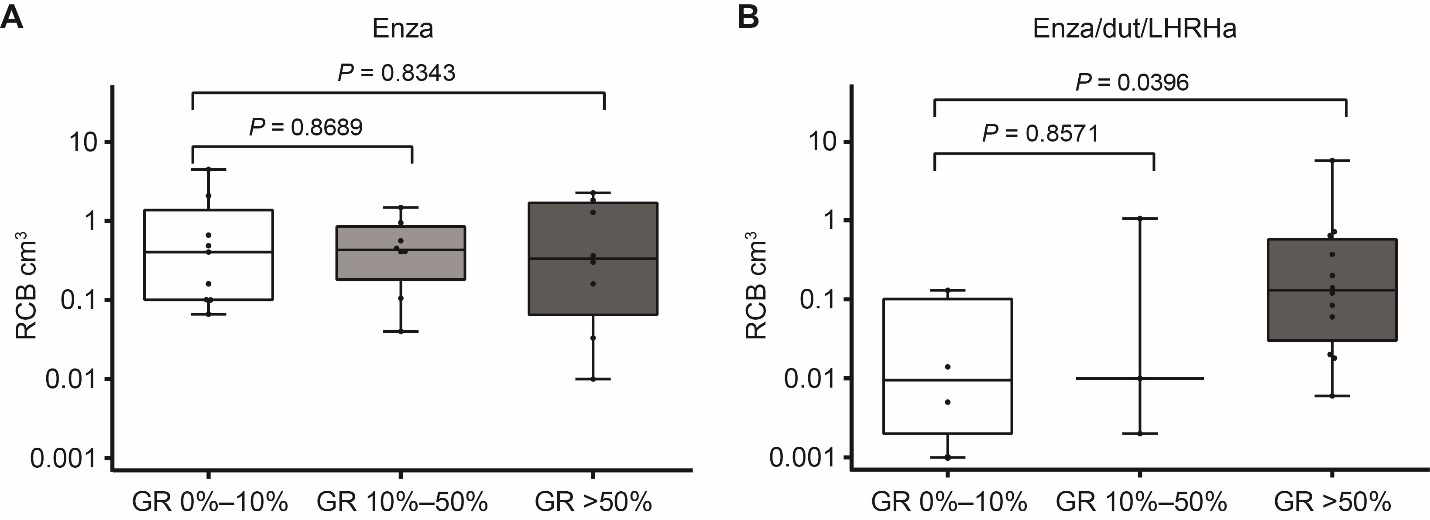 A
Enza
P = 0.8343
P = 0.8689
10
1
0.1
0.01
0.001
RCB cm³
GR 0%–10%
GR 10%–50%
GR >50%
B
Enza/dut/LHRHa
P = 0.0396
P = 0.8571
10
1
0.1
0.01
0.001
RCB cm³
GR 0%–10%
GR 10%–50%
GR >50%